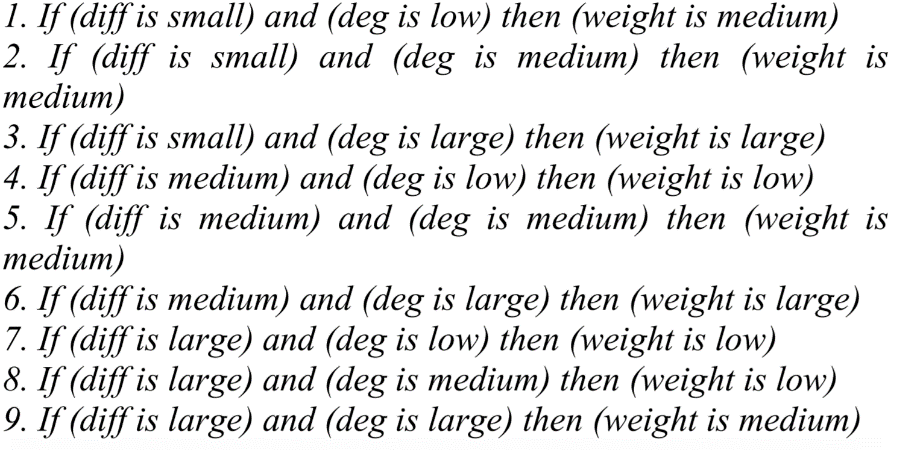 1. If (diff is small) and (deg is low) then (weight is medium)
2. If (diff is small) and (deg is medium) then (weight is
medium)
3. If (diff is small) and (deg is large) then (weight is large)
4. If (diff is medium) and (deg is low) then (weight is low)
5. If (diff is medium) and (deg is medium) then (weight is
medium)
6. If (diff is medium) and (deg is large) then (weight is large)
7. If (diff is large) and (deg is low) then (weight is low)
8. If (diff is large) and (deg is medium) then (weight is low)
9. If (diff is large) and (deg is large) then (weight is medium)